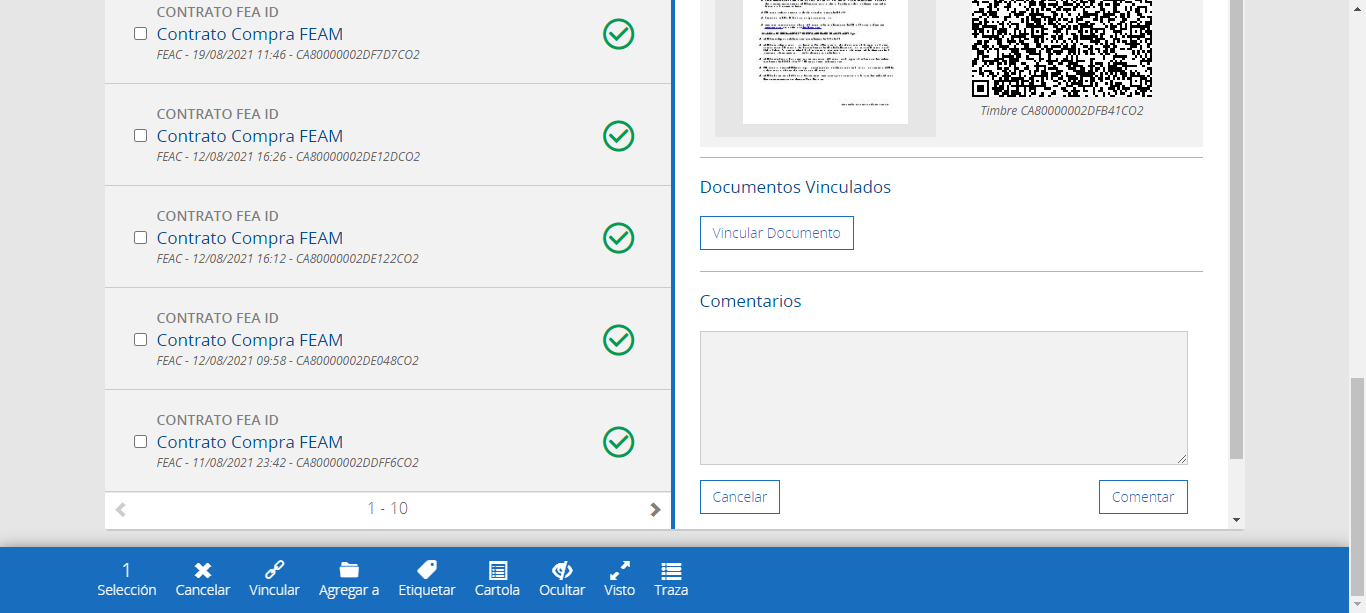 CONTRATO FEA ID
Contrato Compra FEAM
FEAC - 19/08/2021 11:46 - CA80000002DF7D7CO2
CONTRATO FEA ID
Contrato Compra FEAM
FEAC - 12/08/2021 16:26 - CA80000002DE12DCO2
CONTRATO FEA ID
Contrato Compra FEAM
FEAC - 12/08/2021 16:12 - CA80000002DE122CO2
CONTRATO FEA ID
Contrato Compra FEAM
FEAC - 12/08/2021 09:58 - CA80000002DE048CO2
CONTRATO FEA ID
Contrato Compra FEAM
FEAC - 11/08/2021 23:42 - CA80000002DDFF6CO2
1 - 10
Timbre CA80000002DFB41CO2
Documentos Vinculados
Vincular Documento
Comentarios
Cancelar
Comentar
1
Selección
Cancelar
Vincular
Agregar a
Etiquetar
Cartola
Ocultar
Visto
Traza